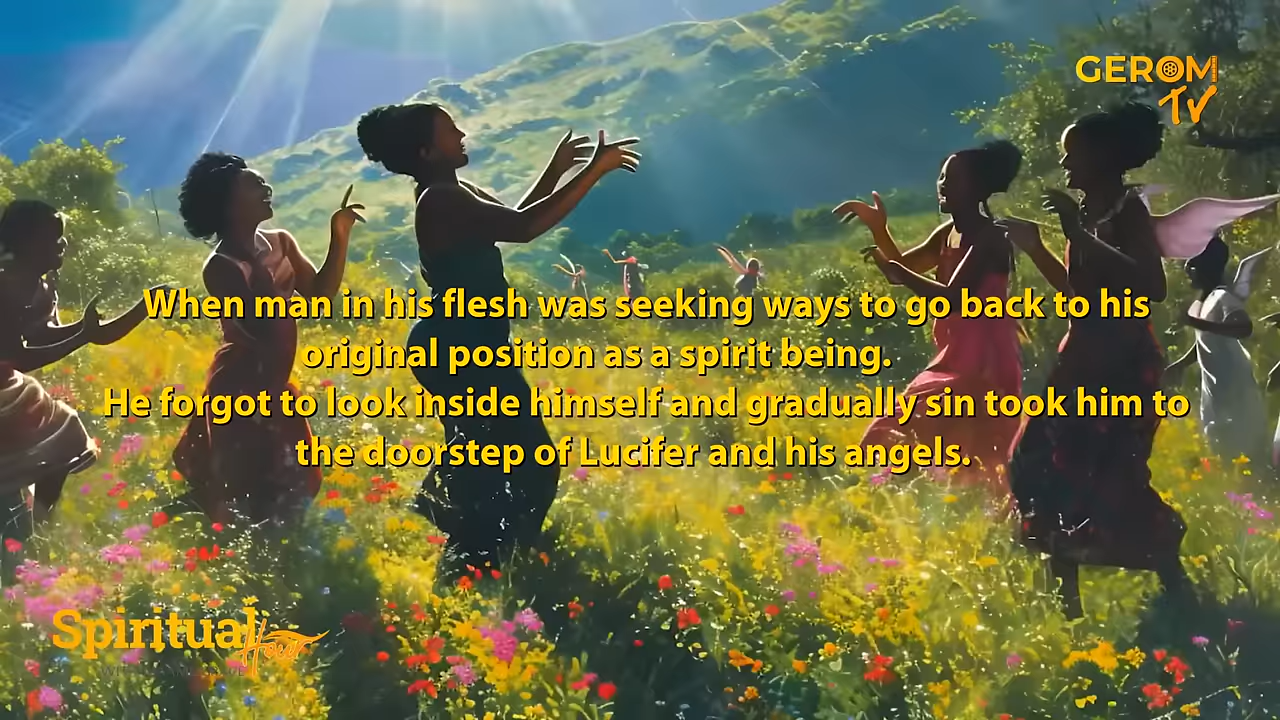 GEROM
TV
When man in his flesh was seeking ways to go back to his
original position as a spirit being.
He forgot to look inside himself and gradually sin took him to
the doorstep of Lucifer and his angels.
Spiritual
Hour